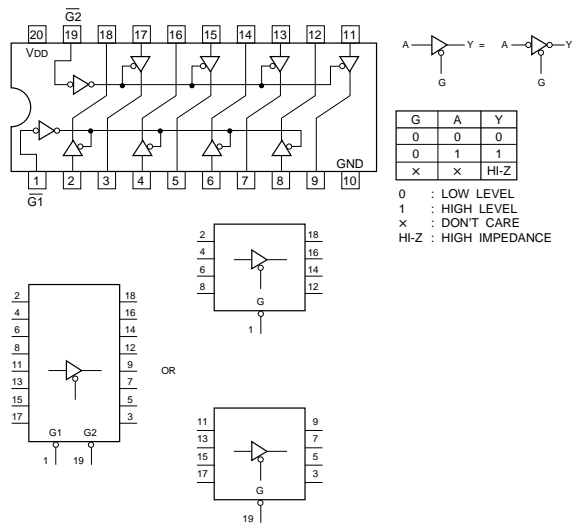 G2
20 19 18 17 16 15 14 13 12 11
VDD
GND
1 2 3 4 5 6 7 8 9 10
G1
A Y = A Y
G G
G A Y
0 0 0
0 1 1
× × HI-Z
0 : LOW LEVEL
1 : HIGH LEVEL
× : DON'T CARE
HI-Z : HIGH IMPEDANCE
2 18
4 16
6 14
8 12
G
1
2 18
4 16
6 14
8 12
11 9
13 7
15 5
17 3
G1 G2
1 19
OR
11 9
13 7
15 5
17 3
G
19